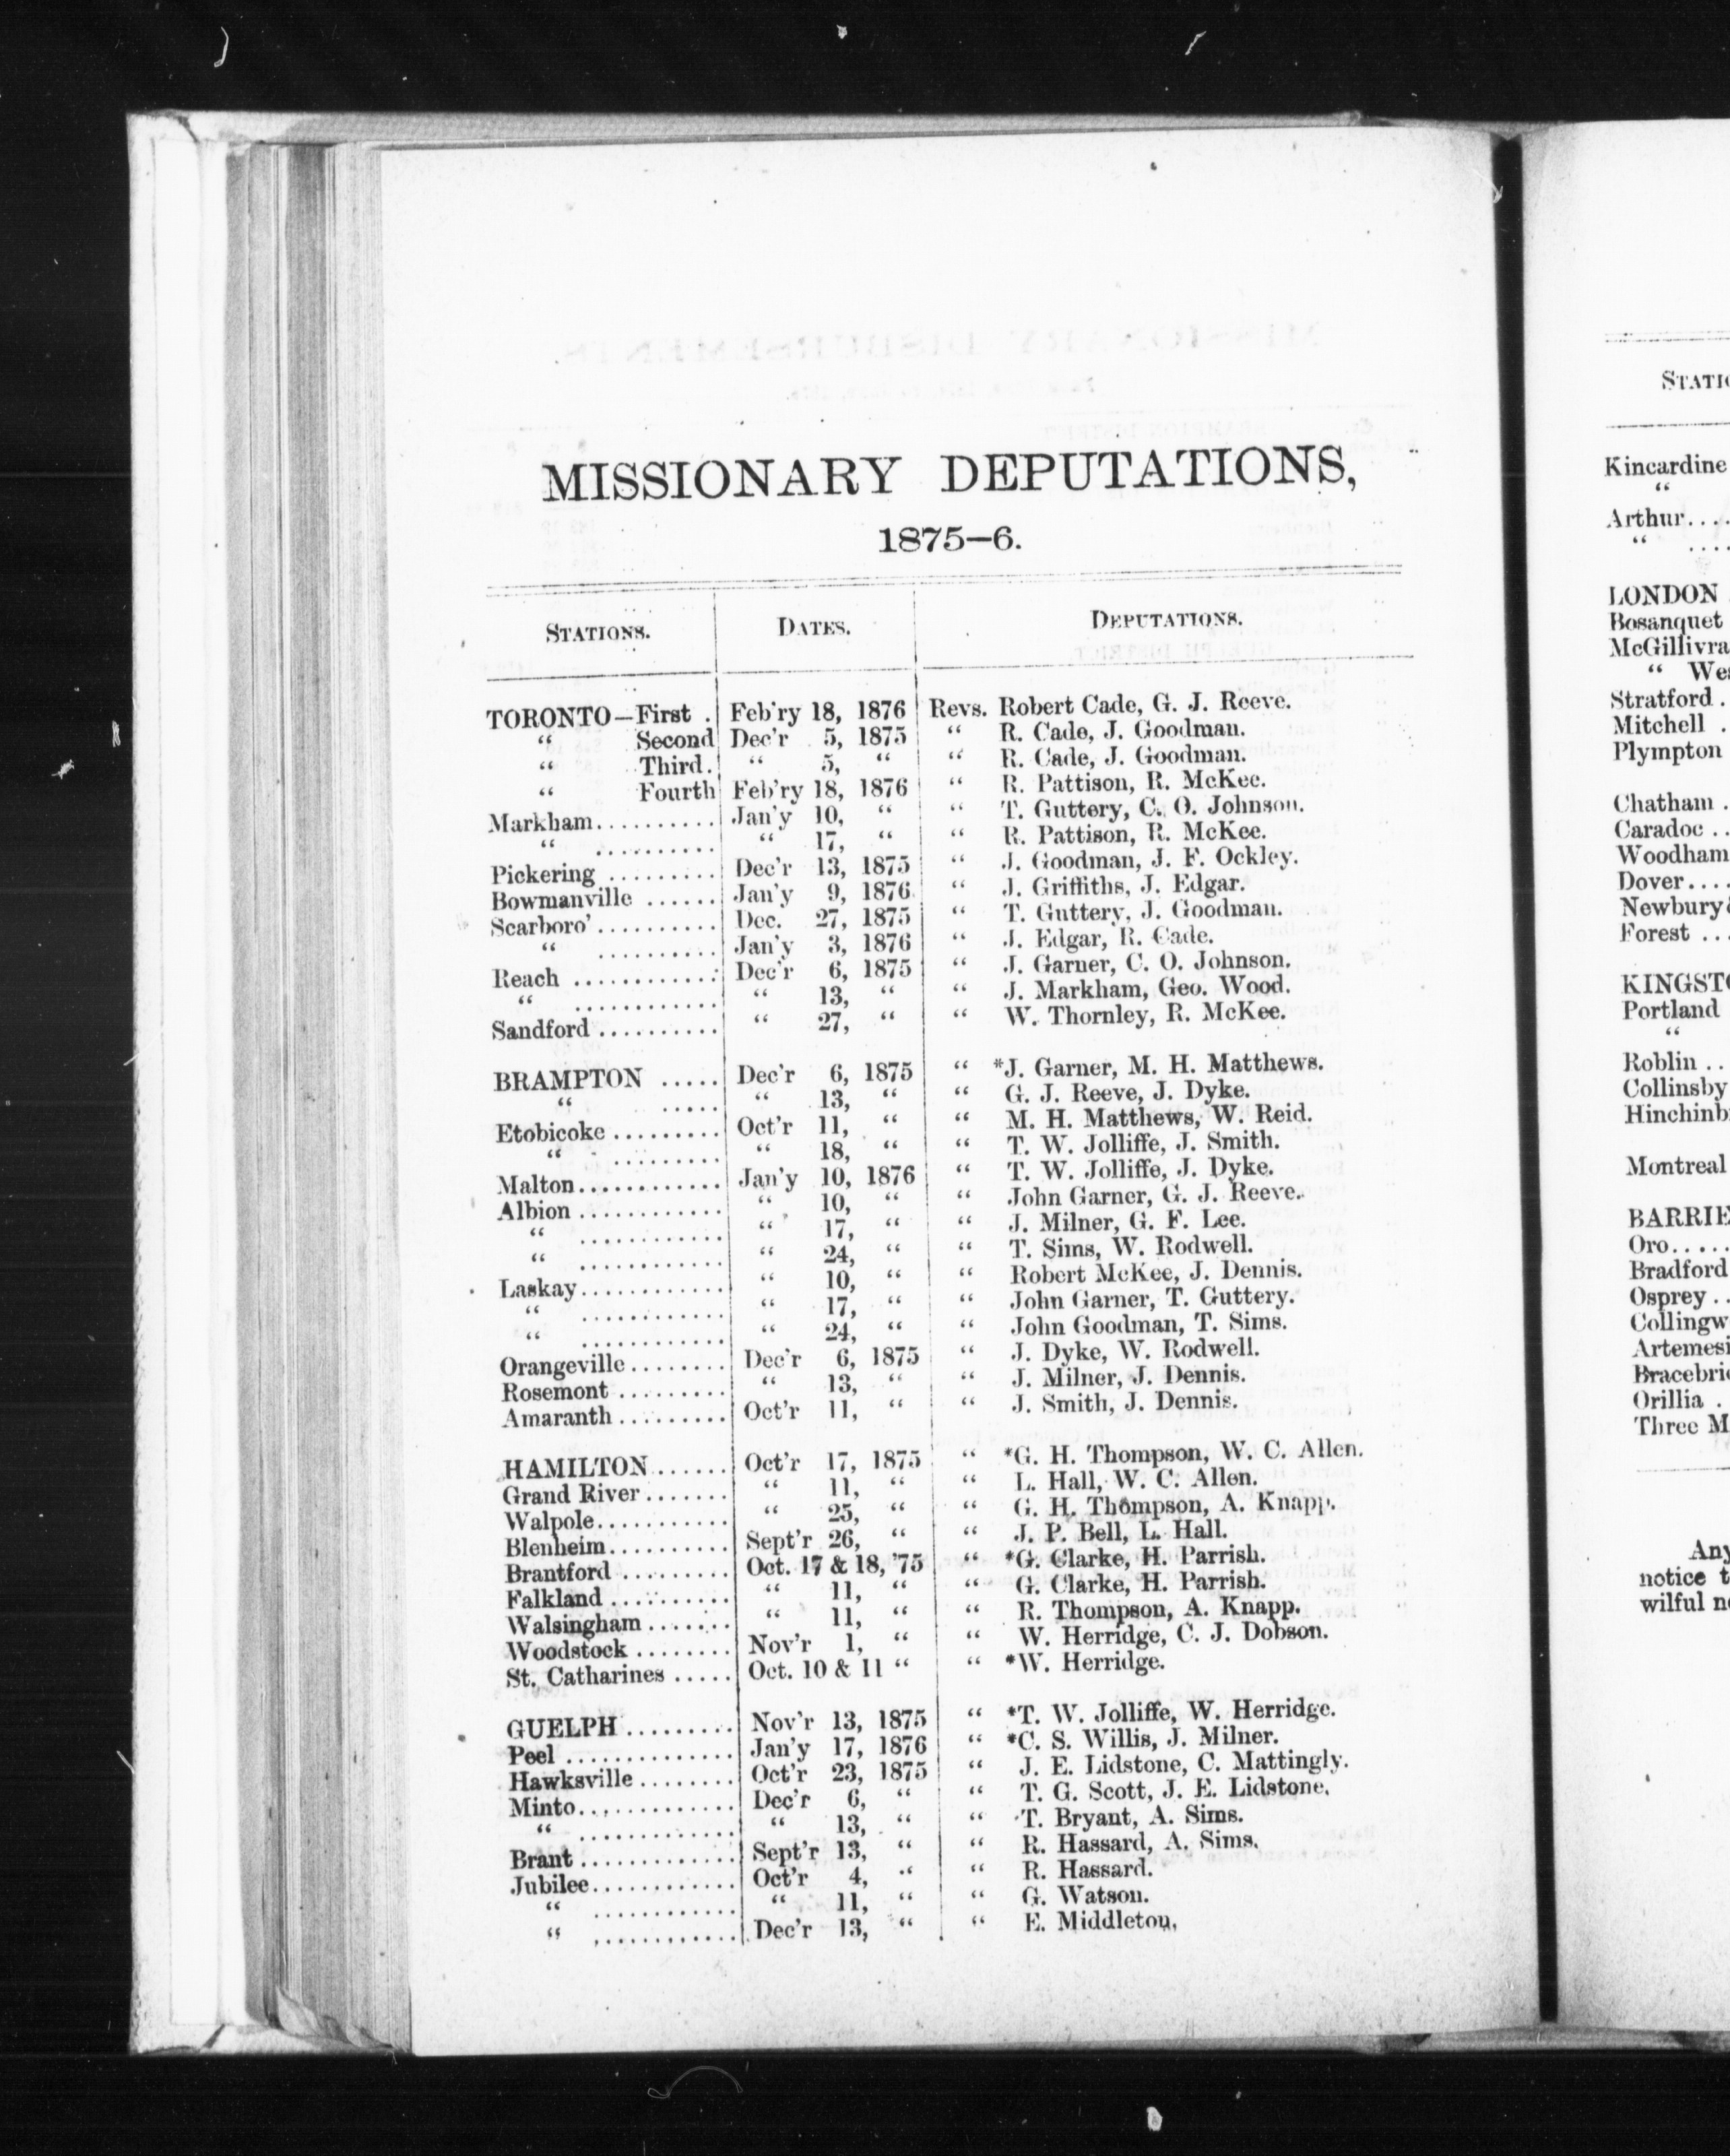 MISSIONARY DEPUTATIONS,
1875–6.
STATIONS. DATES. DEPUTATIONS.
TORONTO—First . Feb'ry 18, 1876 Revs. Robert Cade, G. J. Reeve.
“ Second Dec'r 5, 1875 “ R. Cade, J. Goodman.
“ Third. “ 5, “ “ R. Cade, J. Goodman.
“ Fourth Feb'ry 18, 1876 “ R. Pattison, R. McKee.
Markham.......... Jan'y 10, “ “ T. Guttery, C. O. Johnson.
“ .......... “ 17, “ “ R. Pattison, R. McKee.
Pickering ......... Dec'r 13, 1875 “ J. Goodman, J. F. Ockley.
Bowmanville ...... Jan'y 9, 1876 “ J. Griffiths, J. Edgar.
Scarboro'.......... Dec. 27, 1875 “ T. Guttery, J. Goodman.
“ .......... Jan'y 3, 1876 “ J. Edgar, R. Cade.
Reach ............ Dec'r 6, 1875 “ J. Garner, C. O. Johnson.
“ ............ “ 13, “ “ J. Markham, Geo. Wood.
Sandford .......... “ 27, “ “ W. Thornley, R. McKee.
BRAMPTON ..... Dec'r 6, 1875 “ *J. Garner, M. H. Matthews.
“ ..... “ 13, “ “ G. J. Reeve, J. Dyke.
Etobicoke ......... Oct'r 11, “ “ M. H. Matthews, W. Reid.
“ ......... “ 18, “ “ T. W. Jolliffe, J. Smith.
Malton............ Jan'y 10, 1876 “ T. W. Jolliffe, J. Dyke.
Albion ............ “ 10, “ “ John Garner, G. J. Reeve.
“ ............ “ 17, “ “ J. Milner, G. F. Lee.
“ ............ “ 24, “ “ T. Sims, W. Rodwell.
Laskay............ “ 10, “ “ Robert McKee, J. Dennis.
“ ............ “ 17, “ “ John Garner, T. Guttery.
“ ............ “ 24, “ “ John Goodman, T. Sims.
Orangeville........ Dec'r 6, 1875 “ J. Dyke, W. Rodwell.
Rosemont ......... “ 13, “ “ J. Milner, J. Dennis.
Amaranth ......... Oct'r 11, “ “ J. Smith, J. Dennis.
HAMILTON...... Oct'r 17, 1875 “ *G. H. Thompson, W. C. Allen.
Grand River....... “ 11, “ “ L. Hall, W. C. Allen.
Walpole........... “ 25, “ “ G. H. Thompson, A. Knapp.
Blenheim.......... Sept'r 26, “ “ J. P. Bell, L. Hall.
Brantford ......... Oct. 17 & 18, '75 “ *G. Clarke, H. Parrish.
Falkland .......... “ 11, “ “ G. Clarke, H. Parrish.
Walsingham ....... “ 11, “ “ R. Thompson, A. Knapp.
Woodstock ........ Nov'r 1, “ “ W. Herridge, C. J. Dobson.
St. Catharines ..... Oct. 10 & 11 “ “ *W. Herridge.
GUELPH ......... Nov'r 13, 1875 “ *T. W. Jolliffe, W. Herridge.
Peel .............. Jan'y 17, 1876 “ *C. S. Willis, J. Milner.
Hawksville ........ Oct'r 23, 1875 “ J. E. Lidstone, C. Mattingly.
Minto............. Dec'r 6, “ “ T. G. Scott, J. E. Lidstone.
“ ............. “ 13, “ “ T. Bryant, A. Sims.
Brant ............. Sept'r 13, “ “ R. Hassard, A. Sims.
Jubilee............ Oct'r 4, “ “ R. Hassard.
“ ............ “ 11, “ “ G. Watson.
“ ............ Dec'r 13, “ “ E. Middleton.
Kincardine
“
Arthur....
“ ....
LONDON
Bosanquet
“
Stratford .
Mitchell .
Plympton
Chatham .
Caradoc ..
Dover....
Forest ...
Portland
“
Roblin ..
Collinsby
Montreal
BARRIE
Oro.....
Bradford
Osprey ..
Orillia .
Three
notice
wilful